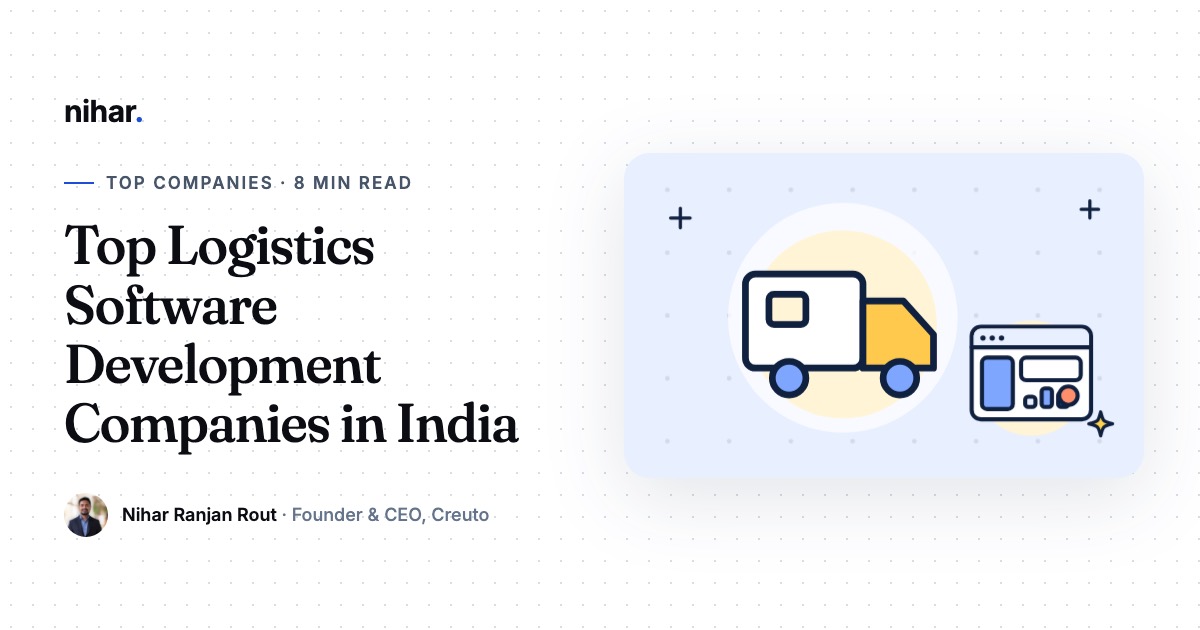 nihar.
TOP COMPANIES · 8 MIN READ
Top Logistics
Software
Development
Companies in India
Nihar Ranjan Rout · Founder & CEO, Creuto